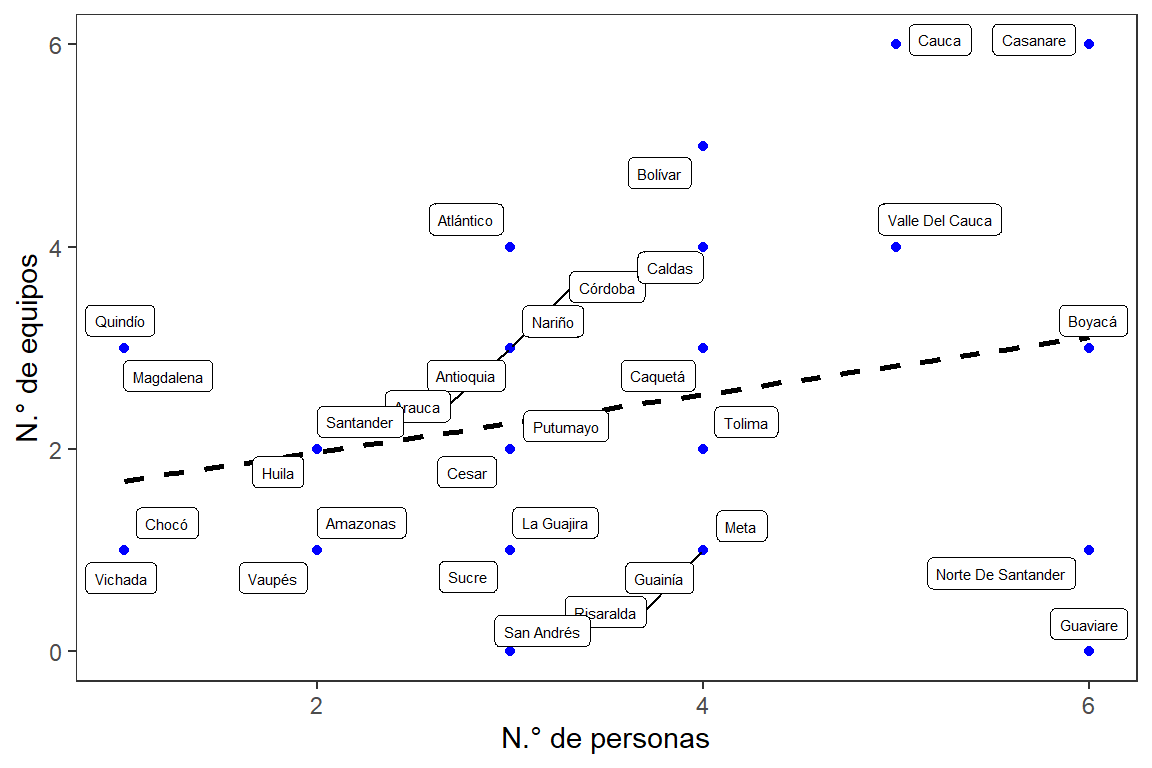 6
Cauca
Casanare
Bolívar
Atlántico
Valle Del Cauca
4
Caldas
Córdoba
Quindío
Nariño
Boyacá
Magdalena
Antioquia
Caquetá
Arauca
Santander
Putumayo
Tolima
2
Huila
Cesar
Chocó
Amazonas
La Guajira
Meta
Vichada
Vaupés
Sucre
Guainía
Norte De Santander
Risaralda
San Andrés
Guaviare
0
2
4
6
N.° de personas
N.° de equipos